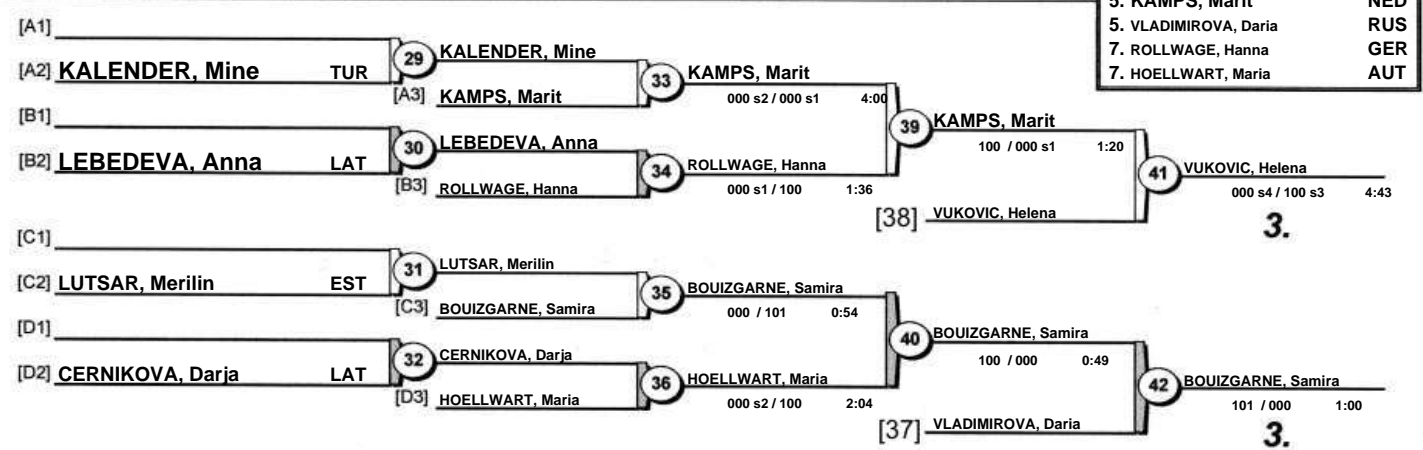 5. KAMPS, Marit NED
5. VLADIMIROVA, Daria RUS
7. ROLLWAGE, Hanna GER
7. HOELLWART, Maria AUT
[A1]
[A2] KALENDER, Mine TUR
29
KALENDER, Mine
[A3] KAMPS, Marit
33
KAMPS, Marit
000 s2 / 000 s1 4:00
[B1]
[B2] LEBEDEVA, Anna LAT
30
LEBEDEVA, Anna
[B3] ROLLWAGE, Hanna
34
ROLLWAGE, Hanna
000 s1 / 100 1:36
39
KAMPS, Marit
100 / 000 s1 1:20
[38] VUKOVIC, Helena
41
VUKOVIC, Helena
000 s4 / 100 s3 4:43
3.
[C1]
[C2] LUTSAR, Merilin EST
31
LUTSAR, Merilin
[C3] BOUIZGARNE, Samira
35
BOUIZGARNE, Samira
000 / 101 0:54
[D1]
[D2] CERNIKOVA, Darja LAT
32
CERNIKOVA, Darja
[D3] HOELLWART, Maria
36
HOELLWART, Maria
000 s2 / 100 2:04
40
BOUIZGARNE, Samira
100 / 000 0:49
[37] VLADIMIROVA, Daria
42
BOUIZGARNE, Samira
101 / 000 1:00
3.